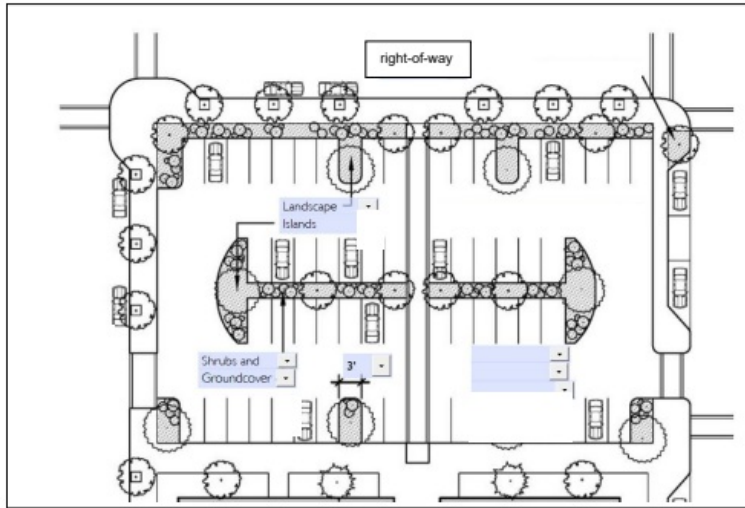 right-of-way
Landscape
Islands
Shrubs and
Groundcover
3'